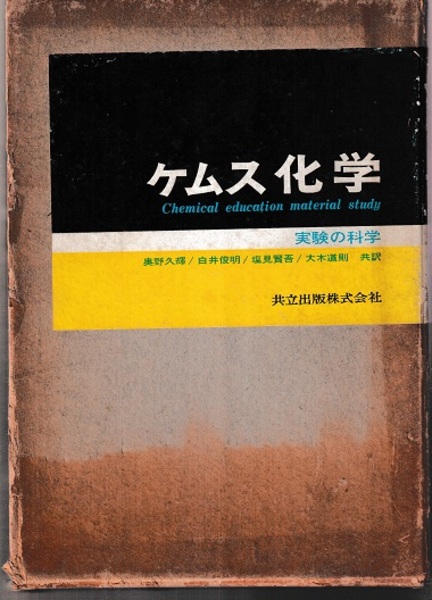 ケムス化学
Chemical education material study
実験の科学
奥野久輝/白井俊明/塩見賢吾/大木道則 共訳
共立出版株式会社